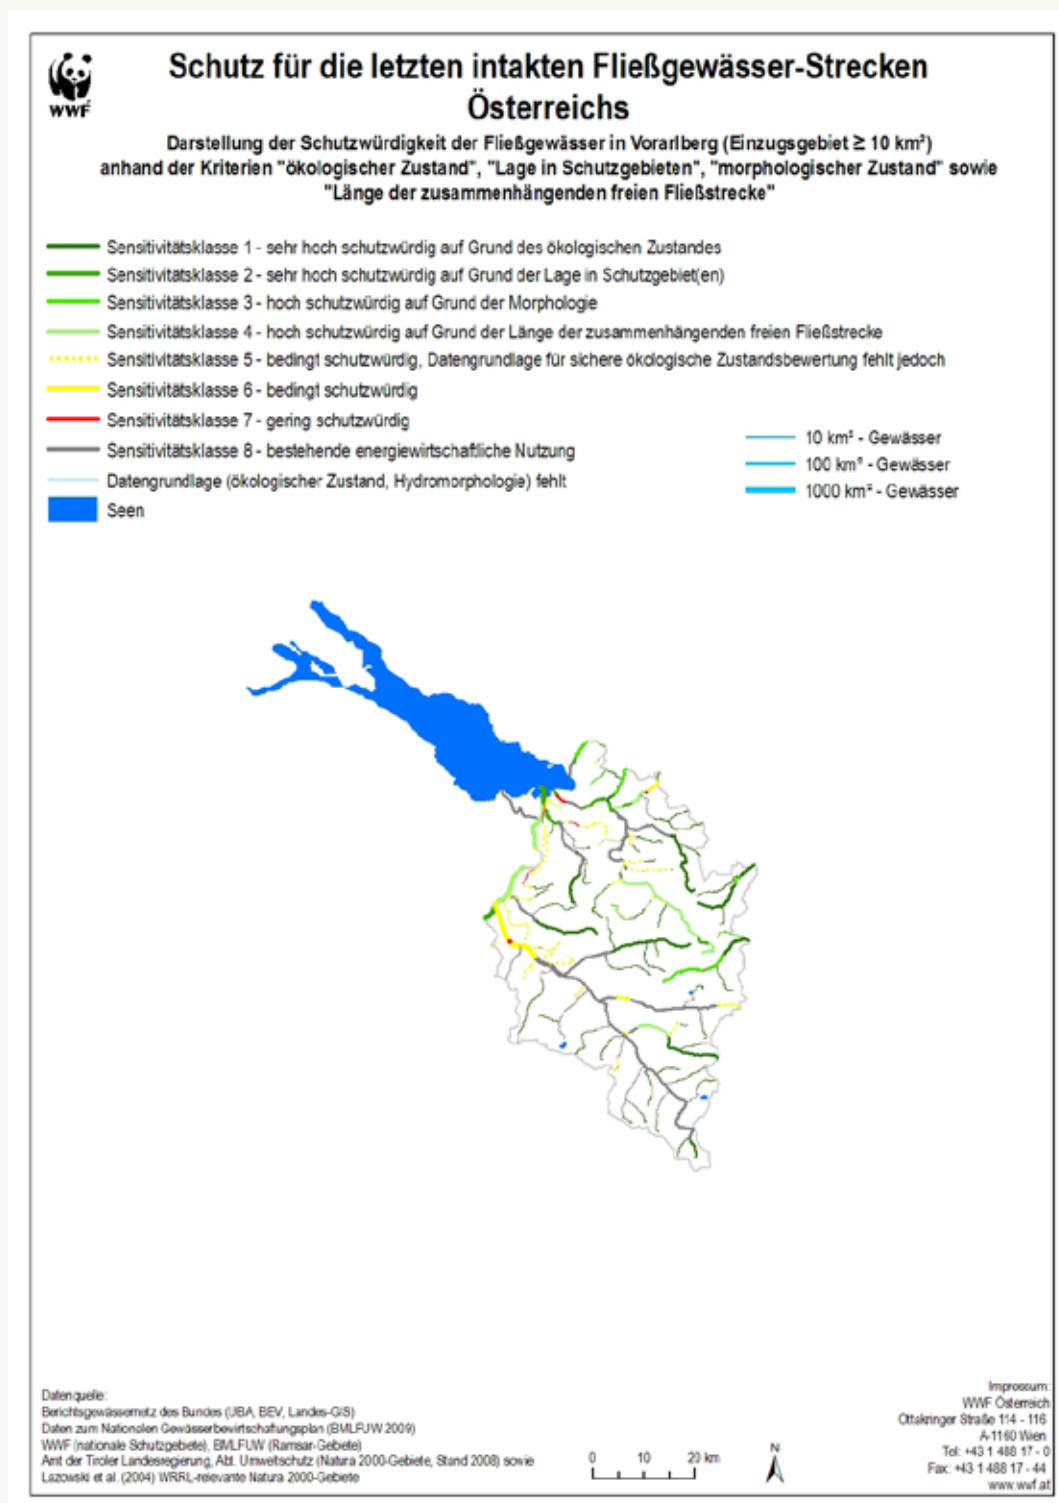 WWF
Schutz für die letzten intakten Fließgewässer-Strecken
Österreichs
Darstellung der Schutzwürdigkeit der Fließgewässer in Vorarlberg (Einzugsgebiet ≥ 10 km²)
anhand der Kriterien "ökologischer Zustand", "Lage in Schutzgebieten", "morphologischer Zustand" sowie
"Länge der zusammenhängenden freien Fließstrecke"
Sensitivitätsklasse 1 - sehr hoch schutzwürdig auf Grund des ökologischen Zustandes
Sensitivitätsklasse 2 - sehr hoch schutzwürdig auf Grund der Lage in Schutzgebiet(en)
Sensitivitätsklasse 3 - hoch schutzwürdig auf Grund der Morphologie
Sensitivitätsklasse 4 - hoch schutzwürdig auf Grund der Länge der zusammenhängenden freien Fließstrecke
Sensitivitätsklasse 5 - bedingt schutzwürdig, Datengrundlage für sichere ökologische Zustandsbewertung fehlt jedoch
Sensitivitätsklasse 6 - bedingt schutzwürdig
Sensitivitätsklasse 7 - gering schutzwürdig
Sensitivitätsklasse 8 - bestehende energiewirtschaftliche Nutzung
Datengrundlage (ökologischer Zustand, Hydromorphologie) fehlt
Seen
10 km² - Gewässer
100 km² - Gewässer
1000 km² - Gewässer
Datenquelle:
Berichtsgewässernetz des Bundes (UBA, BEV, Landes-GIS)
Daten zum Nationalen Gewässerbewirtschaftungsplan (BMLFUW 2009)
WWF (nationale Schutzgebiete), BMLFUW (Ramsar-Gebiete)
Amt der Tiroler Landesregierung, Abt. Umweltschutz (Natura 2000-Gebiete, Stand 2008) sowie
Lazowski et al. (2004) WRRL-relevante Natura 2000-Gebiete
0 10 20 km
N
Impressum:
WWF Österreich
Ottakringer Straße 114 - 116
A-1160 Wien
Tel: +43 1 488 17 - 0
Fax: +43 1 488 17 - 44
www.wwf.at